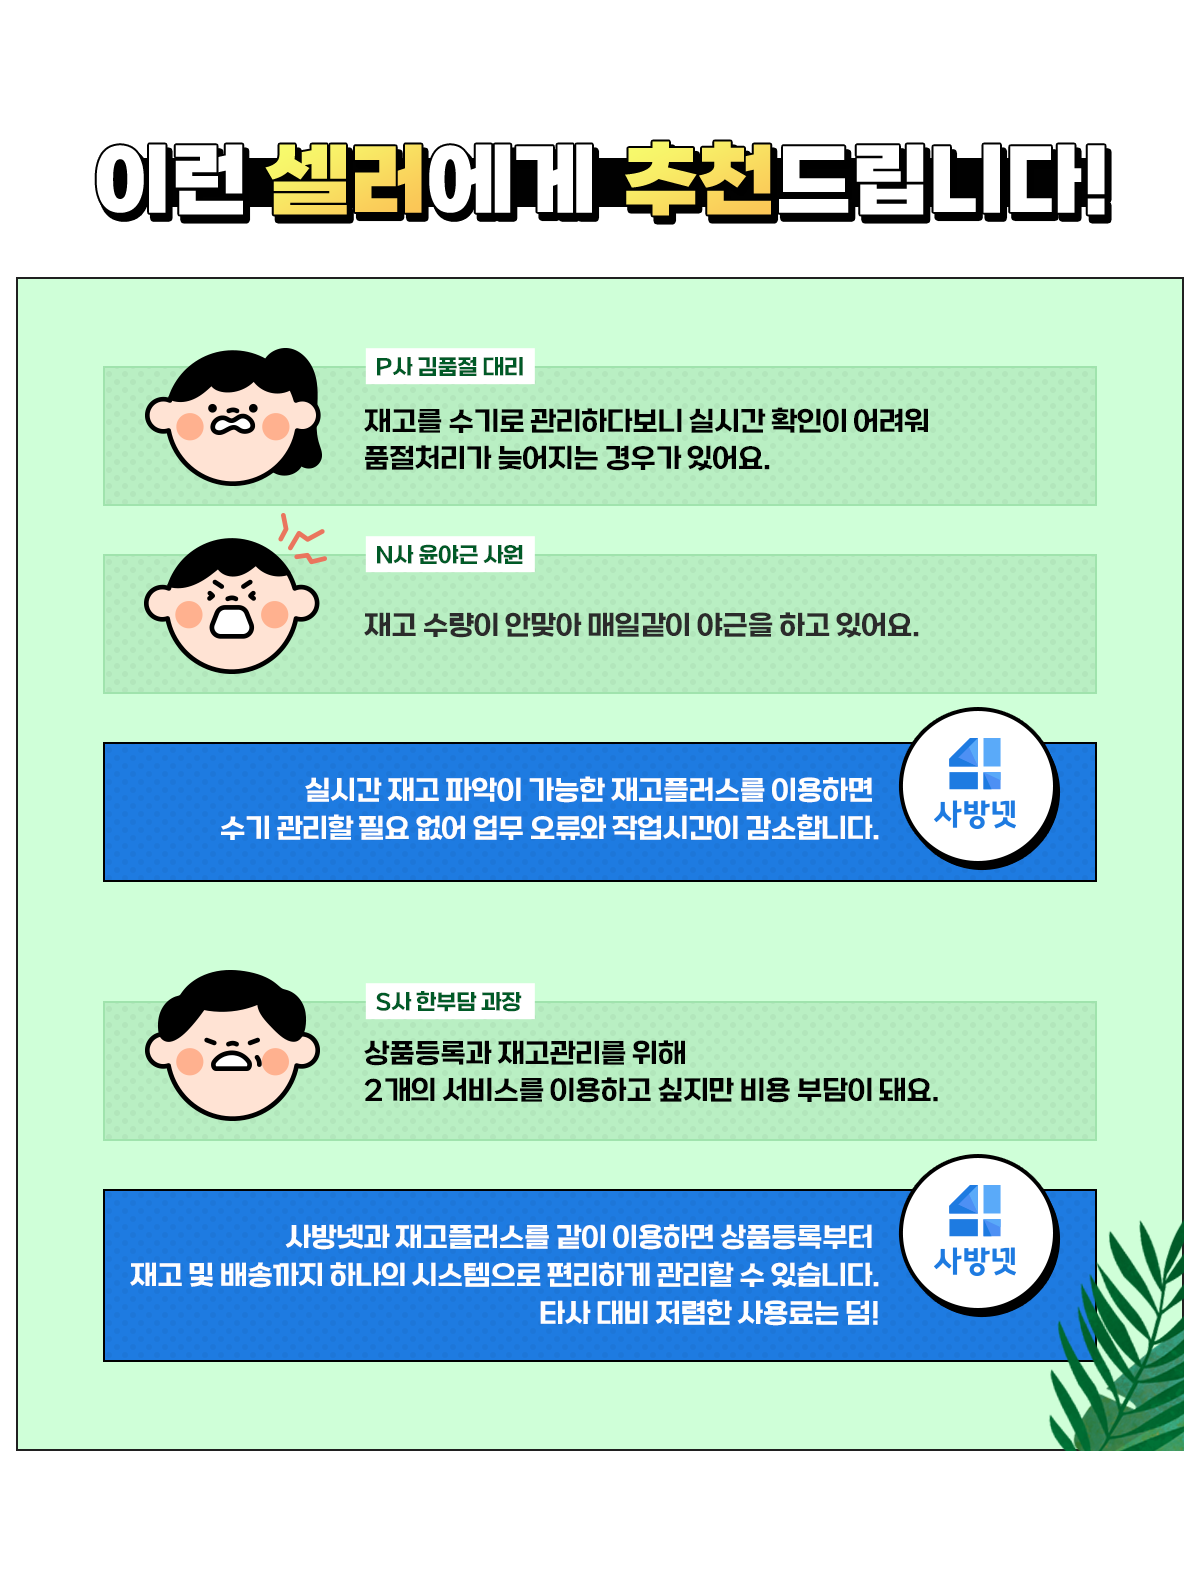 이런 셀러에게 추천드립니다!
P사 김품절 대리
재고를 수기로 관리하다보니 실시간 확인이 어려워
품절처리가 늦어지는 경우가 있어요.
N사 윤야근 사원
재고 수량이 안맞아 매일같이 야근을 하고 있어요.
실시간 재고 파악이 가능한 재고플러스를 이용하면
수기 관리할 필요 없어 업무 오류와 작업시간이 감소합니다.
사방넷
S사 한부담 과장
상품등록과 재고관리를 위해
2개의 서비스를 이용하고 싶지만 비용 부담이 돼요.
사방넷과 재고플러스를 같이 이용하면 상품등록부터
재고 및 배송까지 하나의 시스템으로 편리하게 관리할 수 있습니다.
타사 대비 저렴한 사용료는 덤!
사방넷